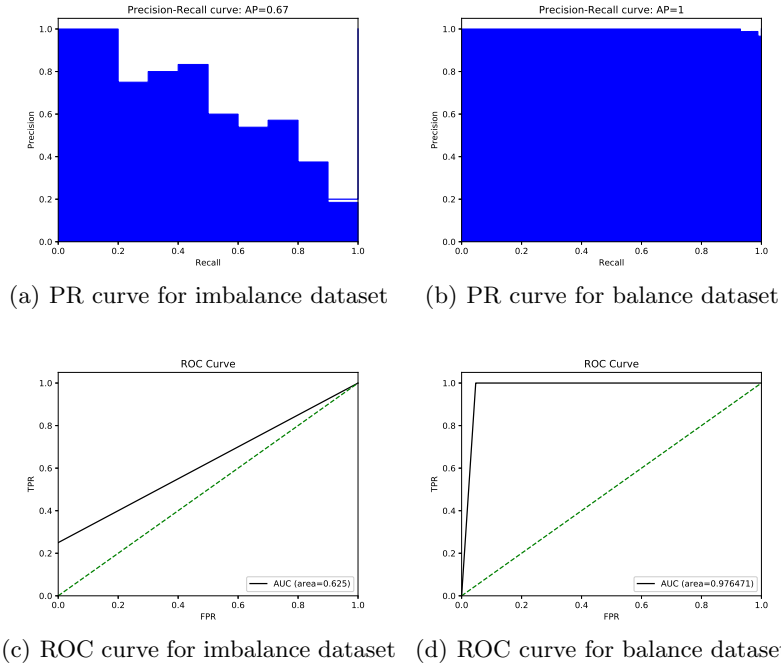 Precision-Recall curve: AP=0.67
1.0
0.8
0.6
0.4
0.2
0.0
Precision
0.0 0.2 0.4 0.6 0.8 1.0
Recall
(a) PR curve for imbalance dataset
Precision-Recall curve: AP=1
1.0
0.8
0.6
0.4
0.2
0.0
Precision
0.0 0.2 0.4 0.6 0.8 1.0
Recall
(b) PR curve for balance dataset
ROC Curve
1.0
0.8
0.6
0.4
0.2
0.0
TPR
AUC (area=0.625)
0.0 0.2 0.4 0.6 0.8 1.0
FPR
(c) ROC curve for imbalance dataset
ROC Curve
1.0
0.8
0.6
0.4
0.2
0.0
TPR
AUC (area=0.976471)
0.0 0.2 0.4 0.6 0.8 1.0
FPR
(d) ROC curve for balance datase